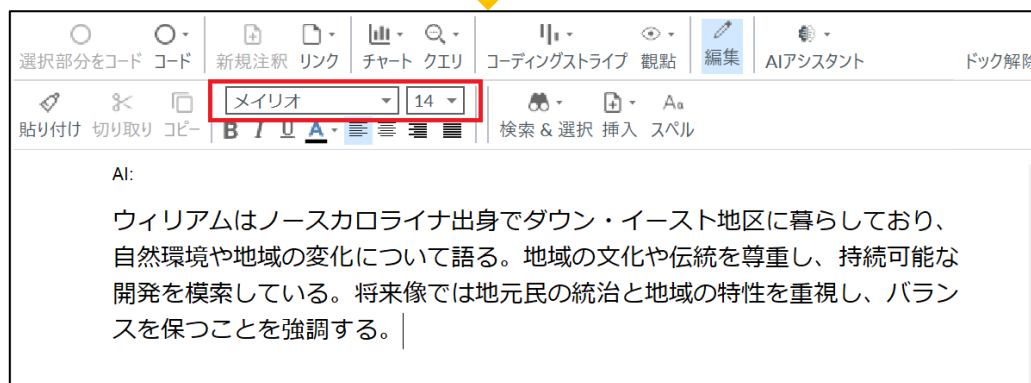 選択部分をコード コード 新規注釈 リンク チャート クエリ コーディングストライプ 觀點 編集 AIアシスタント ドック解除
メイリオ 14
貼り付け 切り取り コピー B I U A 検索 & 選択 挿入 スペル
AI:
ウィリアムはノースカロライナ出身でダウン・イースト地区に暮らしており、
自然環境や地域の変化について語る。地域の文化や伝統を尊重し、持続可能な
開発を模索している。将来像では地元民の統治と地域の特性を重視し、バラン
スを保つことを強調する。